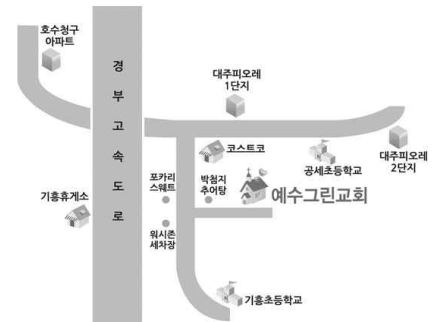 호수청구
아파트
경
부
고
속
도
로
대주피오레
1단지
코스트코
공세초등학교
대주피오레
2단지
포카리
스웨트
박첨지
추어탕
예수그린교회
기흥휴게소
워시존
세차장
기흥초등학교